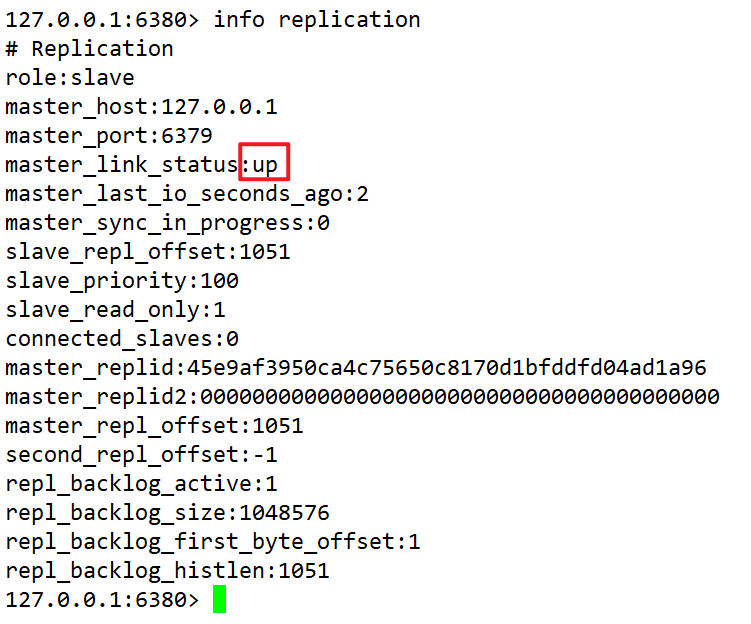 127.0.0.1:6380> info replication
# Replication
role:slave
master_host:127.0.0.1
master_port:6379
master_link_status:up
master_last_io_seconds_ago:2
master_sync_in_progress:0
slave_repl_offset:1051
slave_priority:100
slave_read_only:1
connected_slaves:0
master_replid:45e9af3950ca4c75650c8170d1bfddfd04ad1a96
master_replid2:0000000000000000000000000000000000000000
master_repl_offset:1051
second_repl_offset:-1
repl_backlog_active:1
repl_backlog_size:1048576
repl_backlog_first_byte_offset:1
repl_backlog_histlen:1051
127.0.0.1:6380>